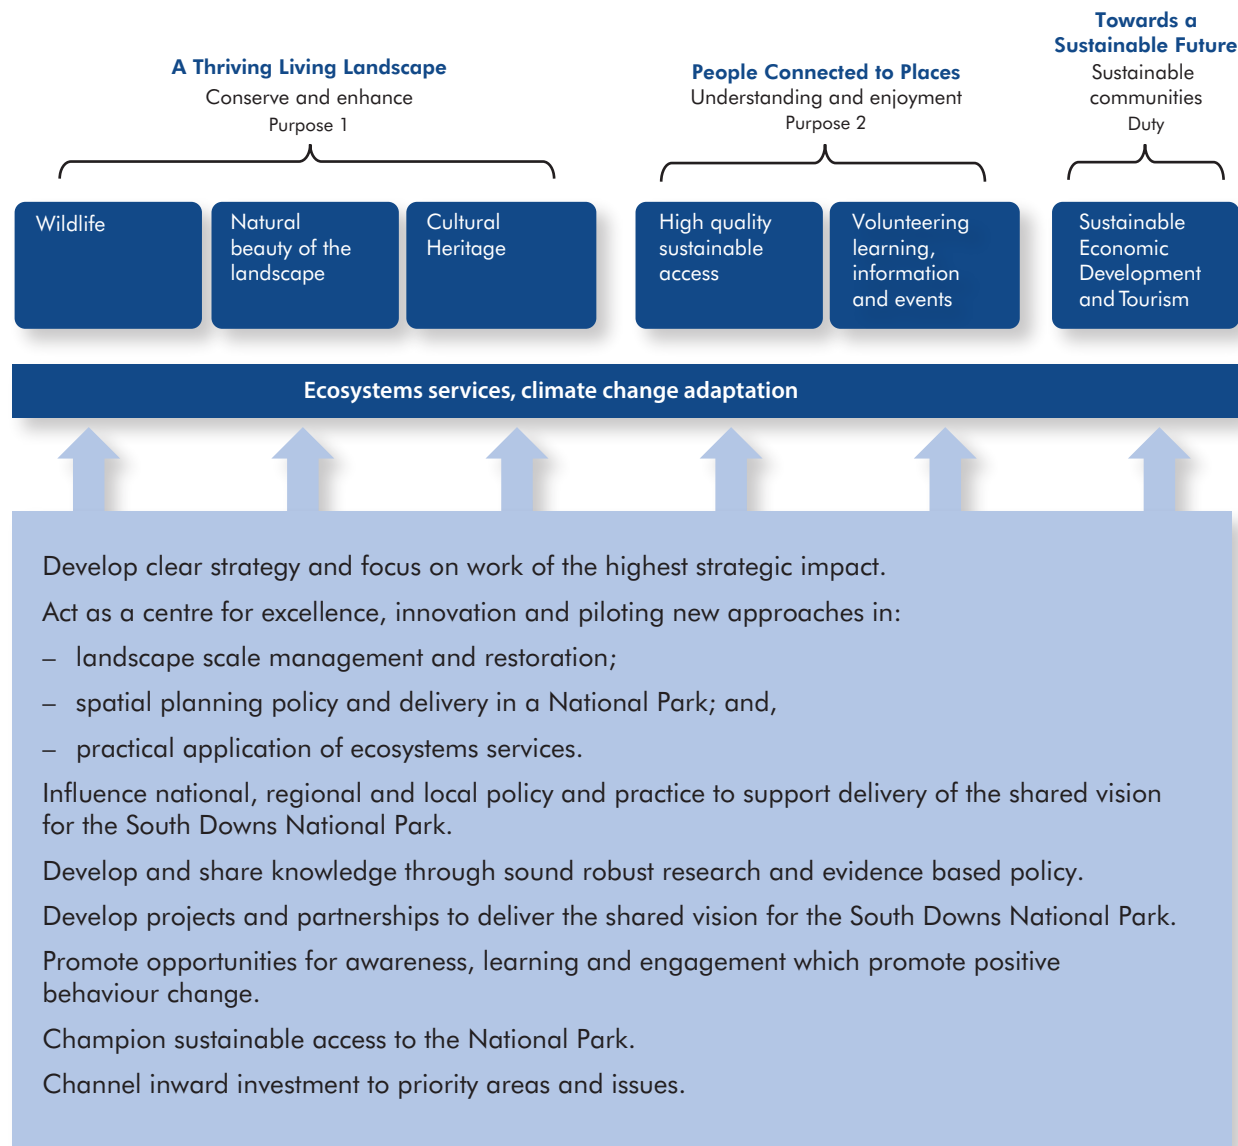 A Thriving Living Landscape
Conserve and enhance
Purpose 1
People Connected to Places
Understanding and enjoyment
Purpose 2
Towards a
Sustainable Future
Sustainable
communities
Duty
Wildlife
Natural
beauty of the
landscape
Cultural
Heritage
High quality
sustainable
access
Volunteering
learning,
information
and events
Sustainable
Economic
Development
and Tourism
Ecosystems services, climate change adaptation
Develop clear strategy and focus on work of the highest strategic impact.
Act as a centre for excellence, innovation and piloting new approaches in:
– landscape scale management and restoration;
– spatial planning policy and delivery in a National Park; and,
– practical application of ecosystems services.
Influence national, regional and local policy and practice to support delivery of the shared vision
for the South Downs National Park.
Develop and share knowledge through sound robust research and evidence based policy.
Develop projects and partnerships to deliver the shared vision for the South Downs National Park.
Promote opportunities for awareness, learning and engagement which promote positive
behaviour change.
Champion sustainable access to the National Park.
Channel inward investment to priority areas and issues.